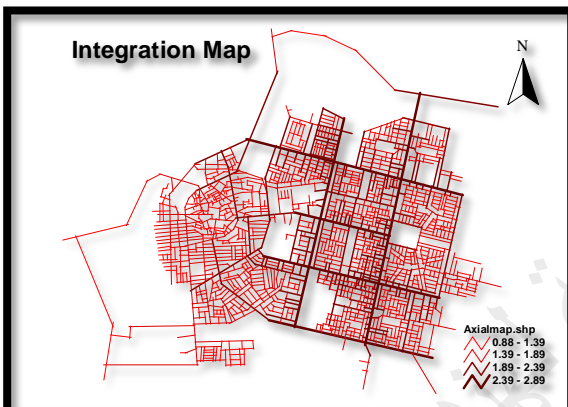 Integration Map
N
Axialmap.shp
0.88 - 1.39
1.39 - 1.89
1.89 - 2.39
2.39 - 2.89